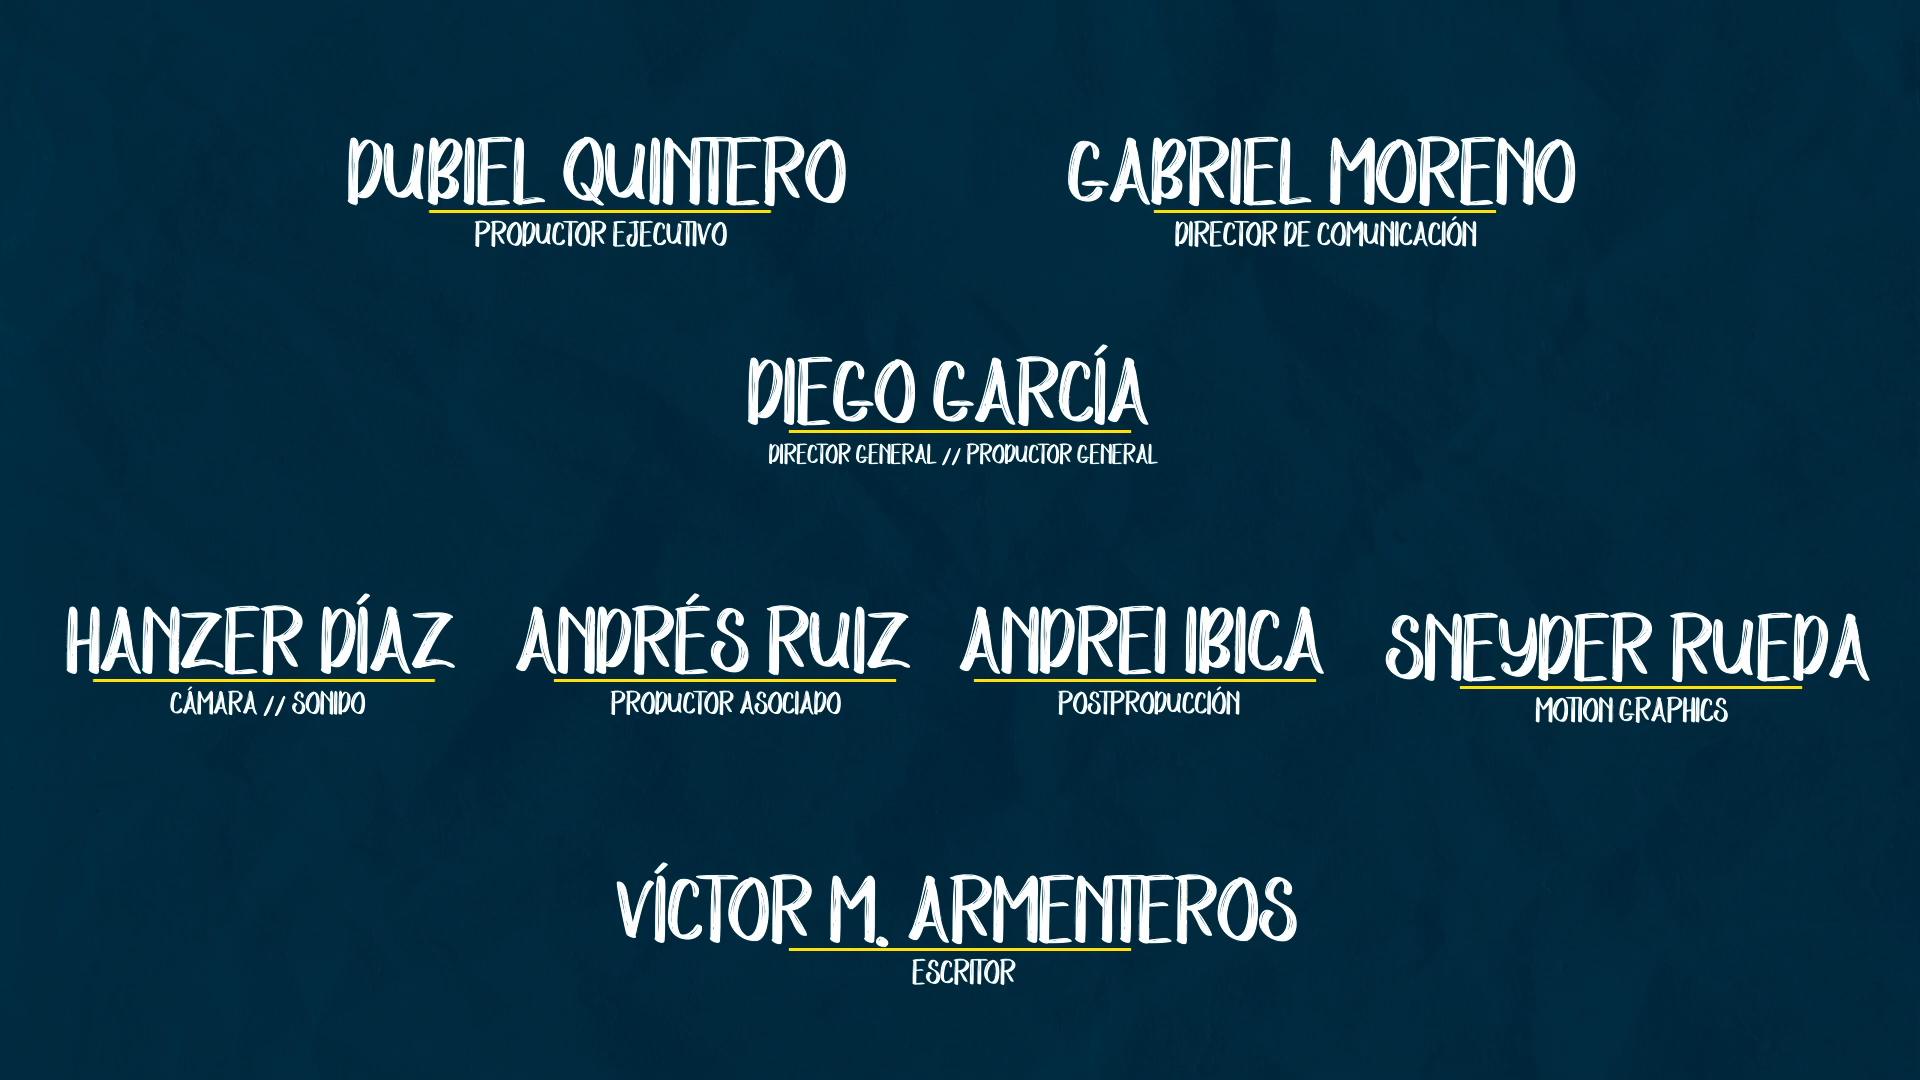 DUBIEL QUINTERO
PRODUCTOR EJECUTIVO
GABRIEL MORENO
DIRECTOR DE COMUNICACIÓN
DIEGO GARCÍA
DIRECTOR GENERAL // PRODUCTOR GENERAL
HANZER DÍAZ
CÁMARA // SONIDO
ANDRÉS RUIZ
PRODUCTOR ASOCIADO
ANDREI IBICA
POSTPRODUCCIÓN
SNEYDER RUEDA
MOTION GRAPHICS
VÍCTOR M. ARMENTEROS
ESCRITOR